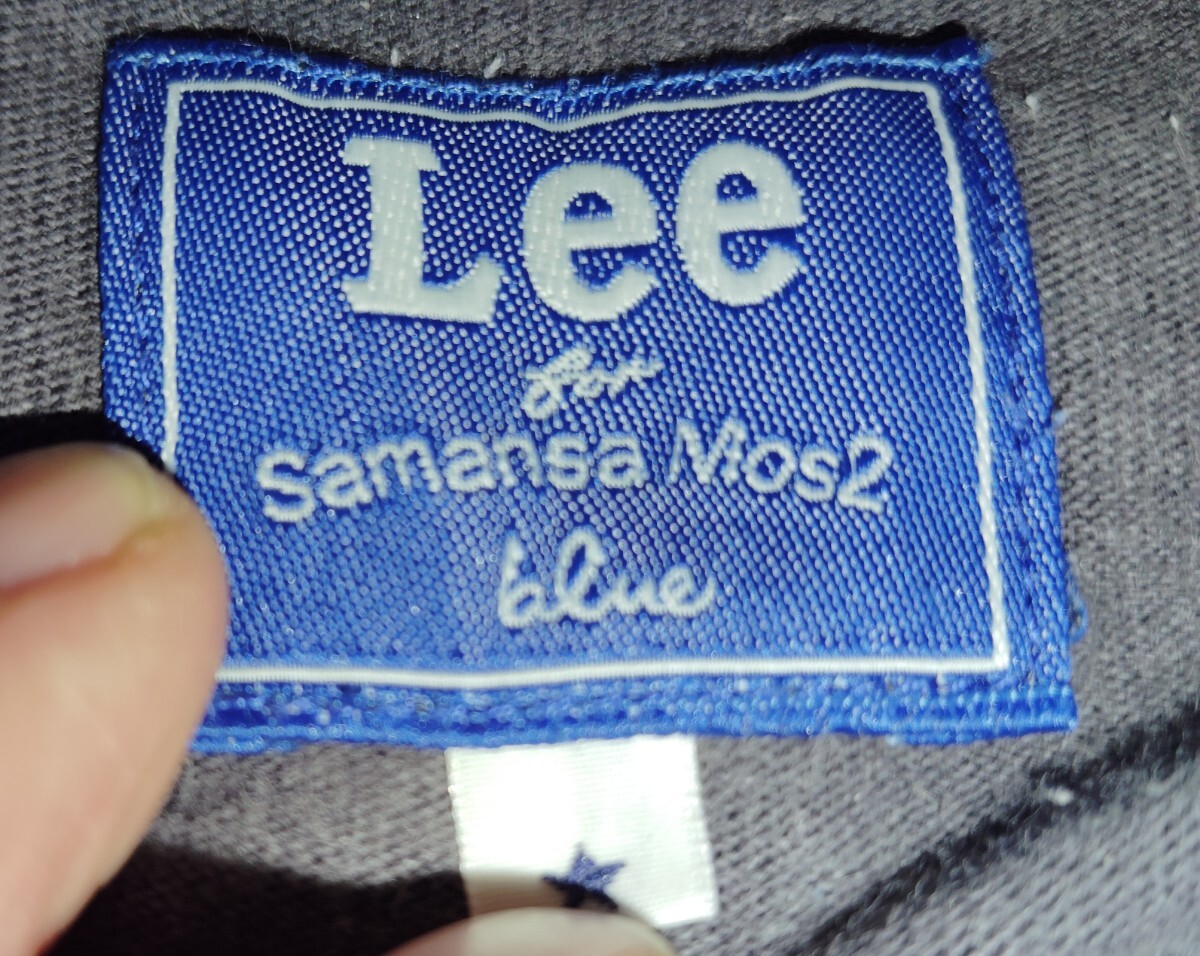 Lee
for
Samansa Mos2
blue